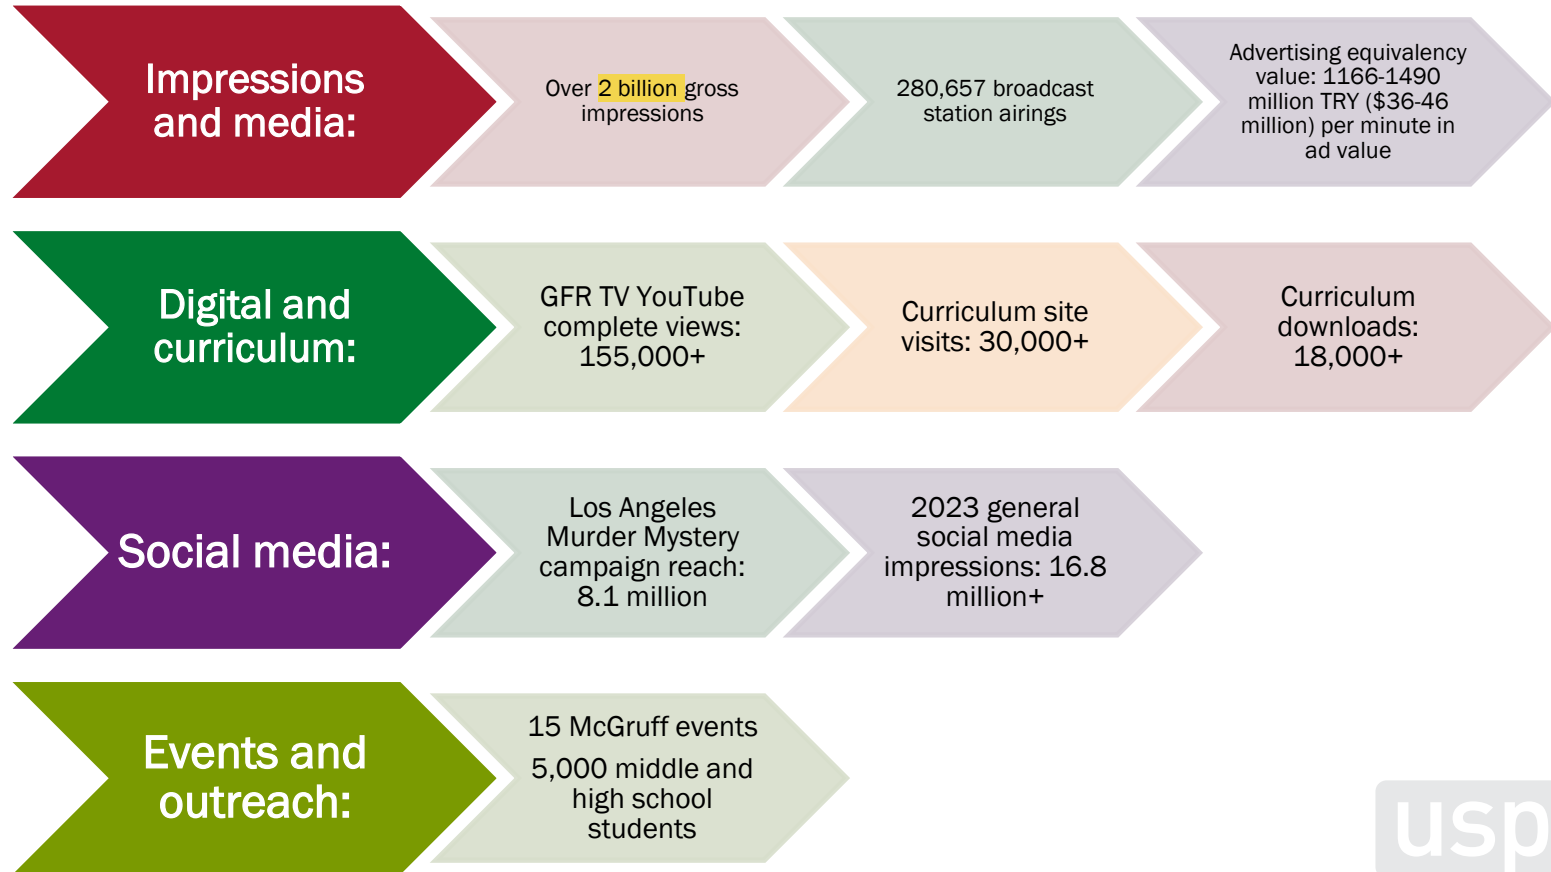 Impressions
and media:
Over 2 billion gross
impressions
280,657 broadcast
station airings
Advertising equivalency
value: 1166-1490
million TRY ($36-46
million) per minute in
ad value
Digital and
curriculum:
GFR TV YouTube
complete views:
155,000+
Curriculum site
visits: 30,000+
Curriculum
downloads:
18,000+
Social media:
Los Angeles
Murder Mystery
campaign reach:
8.1 million
2023 general
social media
impressions: 16.8
million+
Events and
outreach:
15 McGruff events
5,000 middle and
high school
students
usp